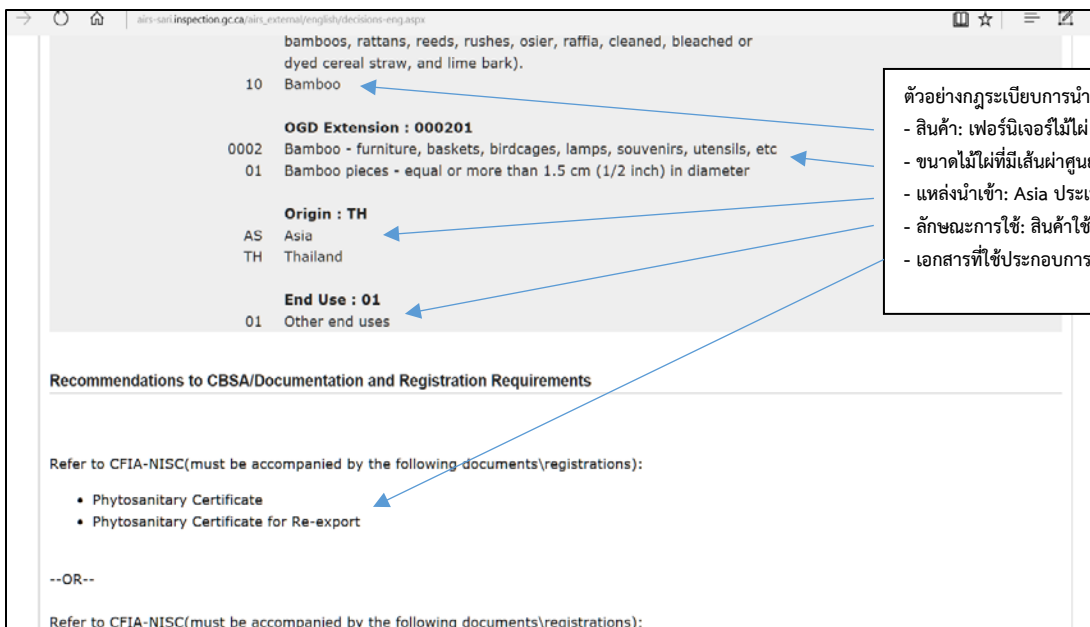 airs-sari.inspection.gc.ca/airs_external/english/decisions-eng.aspx
bamboos, rattans, reeds, rushes, osier, raffia, cleaned, bleached or
dyed cereal straw, and lime bark).
10 Bamboo
OGD Extension : 000201
0002 Bamboo - furniture, baskets, birdcages, lamps, souvenirs, utensils, etc
01 Bamboo pieces - equal or more than 1.5 cm (1/2 inch) in diameter
Origin : TH
AS Asia
TH Thailand
End Use : 01
01 Other end uses
ตัวอย่างกฎระเบียบการนำ
- สินค้า: เฟอร์นิเจอร์ไม้ไผ่
- ขนาดไม้ไผ่ที่มีเส้นผ่าศูน
- แหล่งนำเข้า: Asia ประเ
- ลักษณะการใช้: สินค้าใช้
- เอกสารที่ใช้ประกอบการ
Recommendations to CBSA/Documentation and Registration Requirements
Refer to CFIA-NISC(must be accompanied by the following documents\registrations):
• Phytosanitary Certificate
• Phytosanitary Certificate for Re-export
--OR--
Refer to CFIA-NISC(must be accompanied by the following documents\registrations):